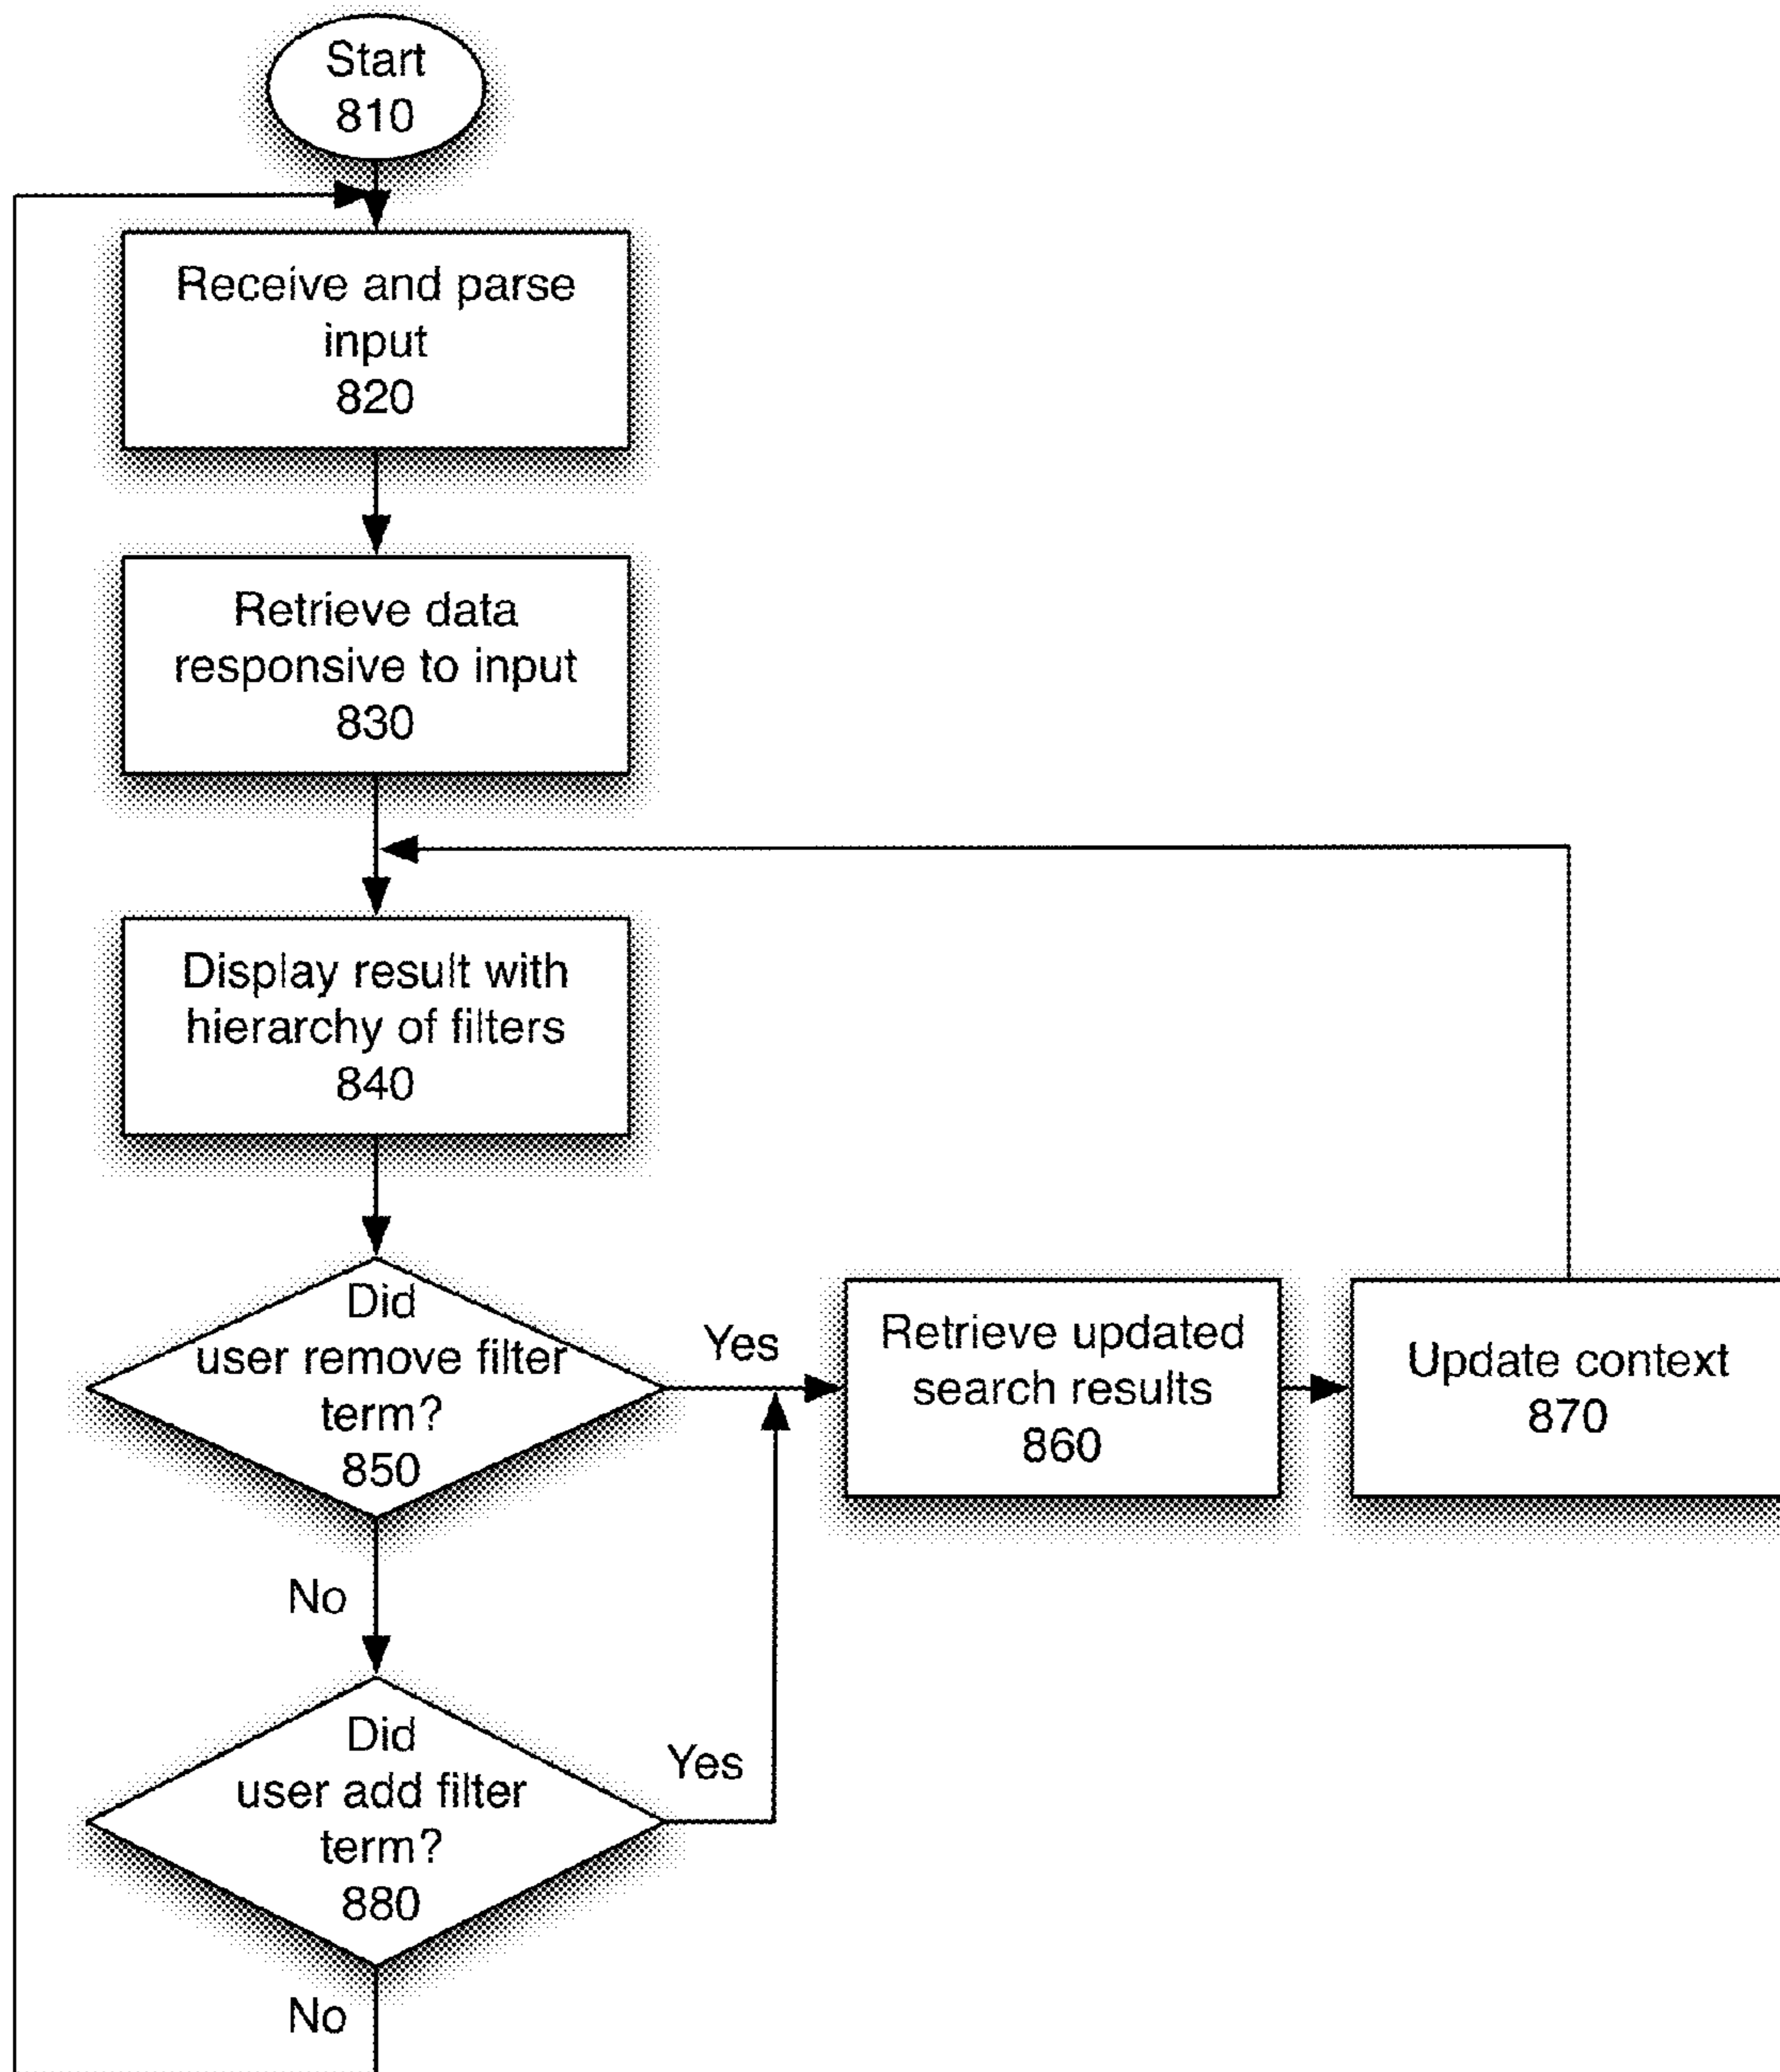 Start
810
Receive and parse
input
820
Retrieve data
responsive to input
830
Display result with
hierarchy of filters
840
Did
user remove filter
term?
850
Yes
Retrieve updated
search results
860
Update context
870
No
Did
user add filter
term?
880
Yes
No